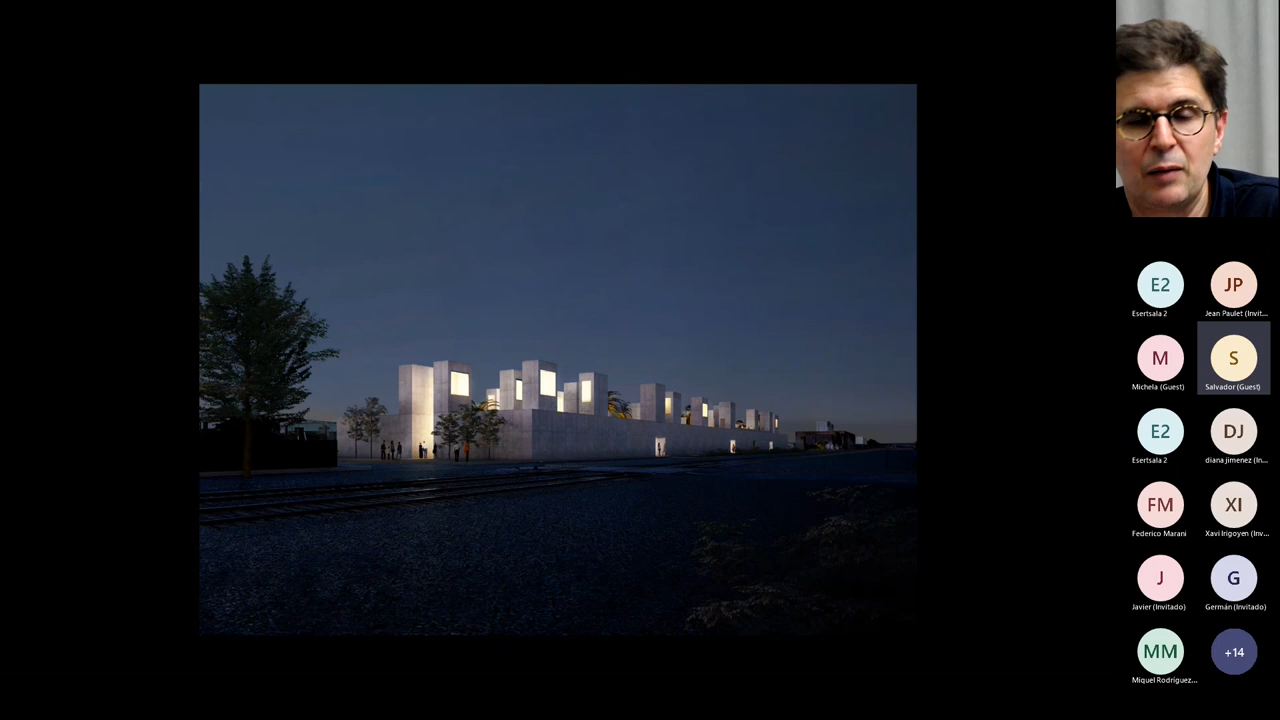 E2
JP
Esertsala 2
Jean Paulet (Invit...
M
S
Michela (Guest)
Salvador (Guest)
E2
DJ
Esertsala 2
diana jimenez (In...
FM
XI
Federico Marani
Xavi Irigoyen (Inv...
J
G
Javier (Invitado)
Germán (Invitado)
MM
+14
Miquel Rodríguez...